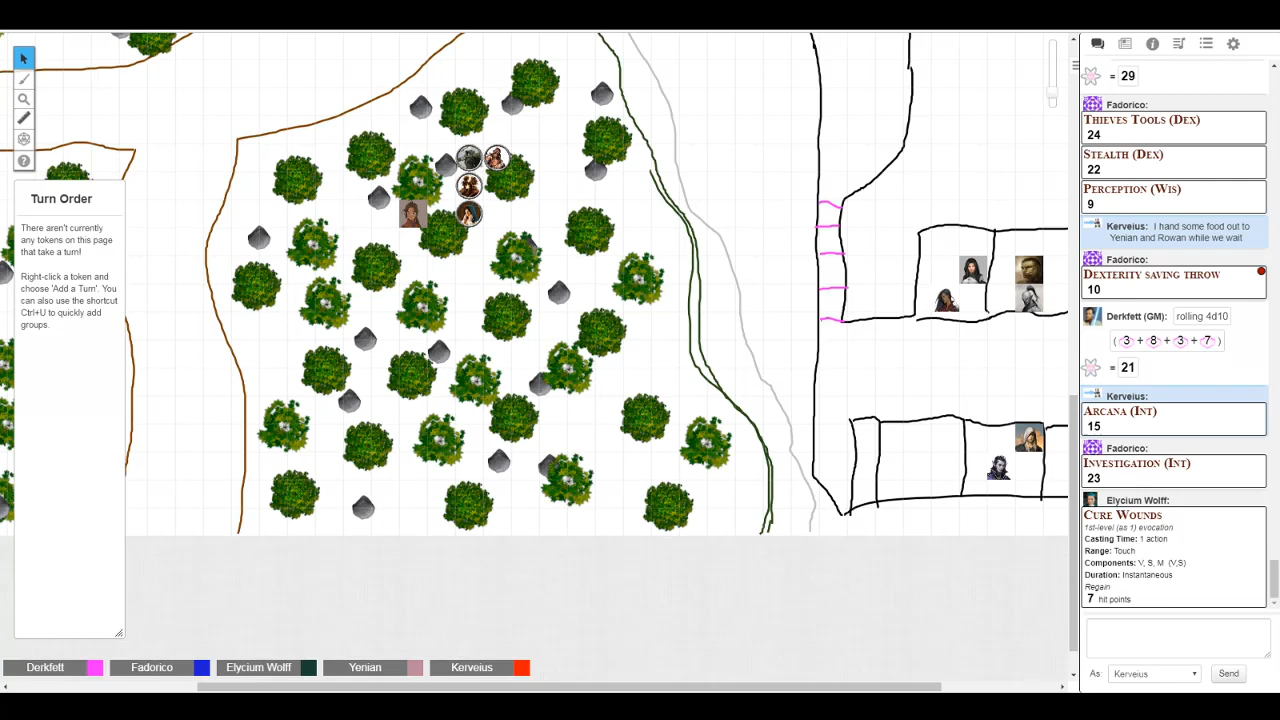 Turn Order
There aren't currently
any tokens on this page
that take a turn!
Right-click a token and
choose 'Add a Turn'. You
can also use the shortcut
Ctrl+U to quickly add
groups.
Derkfett
Fadorico
Elycium Wolff
Yenian
Kerveius
= 29
Fadorico:
Thieves Tools (Dex)
24
Stealth (Dex)
22
Perception (Wis)
9
Kerveius: I hand some food out to
Yenian and Rowan while we wait
Fadorico:
Dexterity saving throw
10
Derkfett (GM): rolling 4d10
(3+8+3+7)
= 21
Kerveius:
Arcana (Int)
15
Fadorico:
Investigation (Int)
23
Elycium Wolff:
Cure Wounds
1st-level (as 1) evocation
Casting Time: 1 action
Range: Touch
Components: V, S, M (V,S)
Duration: Instantaneous
Regain
7 hit points
As: Kerveius Send